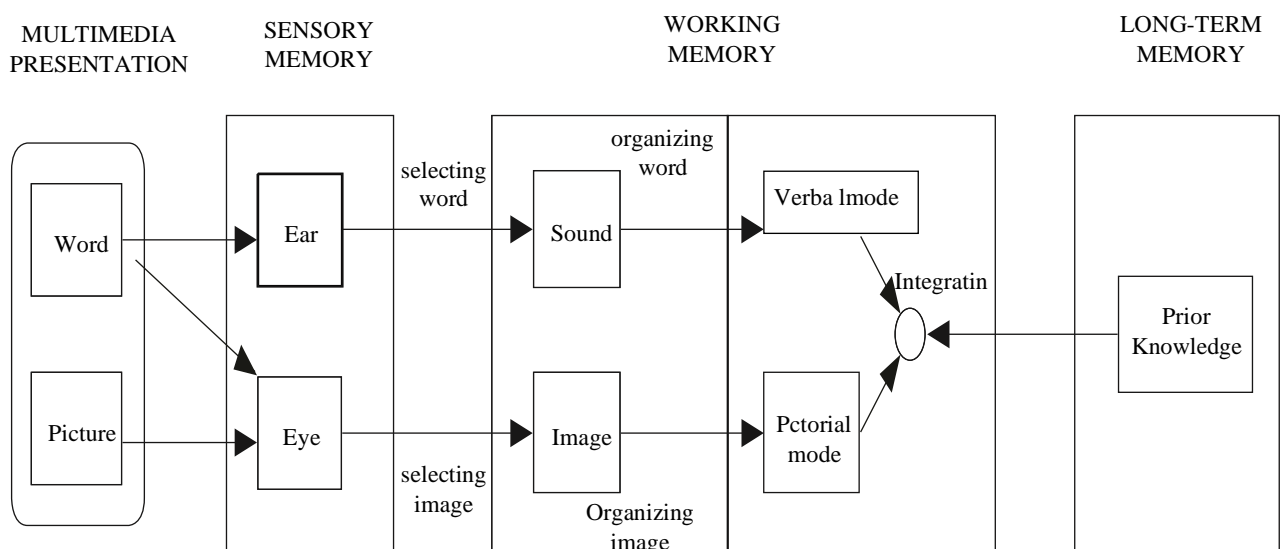 MULTIMEDIA
PRESENTATION
SENSORY
MEMORY
WORKING
MEMORY
LONG-TERM
MEMORY
Word
Picture
Ear
Eye
selecting
word
selecting
image
Sound
Image
organizing
word
Organizing
image
Verba lmode
Pctorial
mode
Integratin
Prior
Knowledge